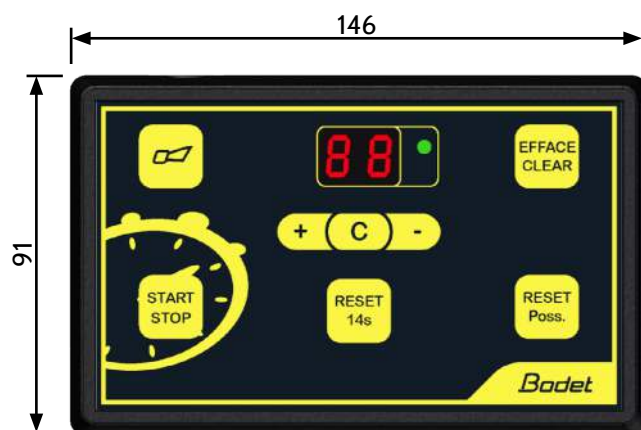 146
91
88
EFFACE
CLEAR
+ C -
START
STOP
RESET
14s
RESET
Poss.
Bodet